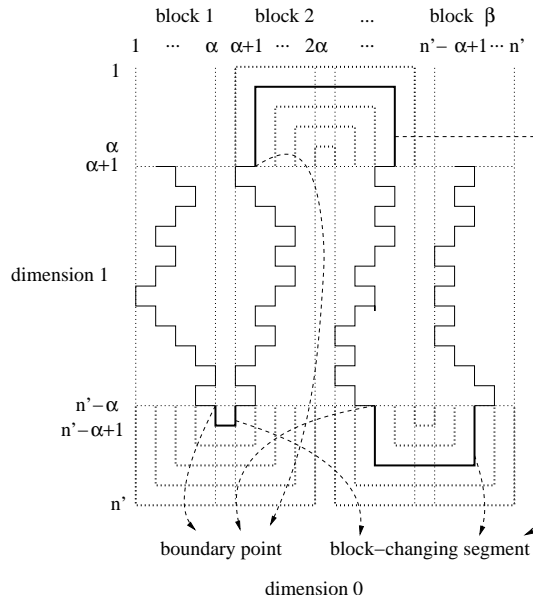 block 1 block 2 ... block β
1 ... α α+1 ... 2α ... n'- α+1 ... n'
1
α
α+1
dimension 1
n'-α
n'-α+1
n'
boundary point block-changing segment
dimension 0